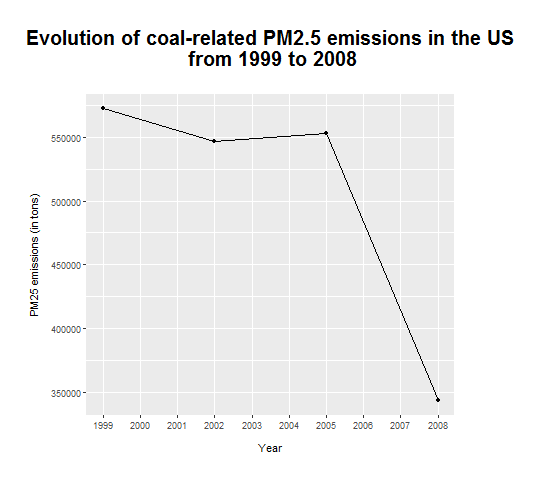 Evolution of coal-related PM2.5 emissions in the US
from 1999 to 2008
PM25 emissions (in tons)
550000
500000
450000
400000
350000
1999 2000 2001 2002 2003 2004 2005 2006 2007 2008
Year